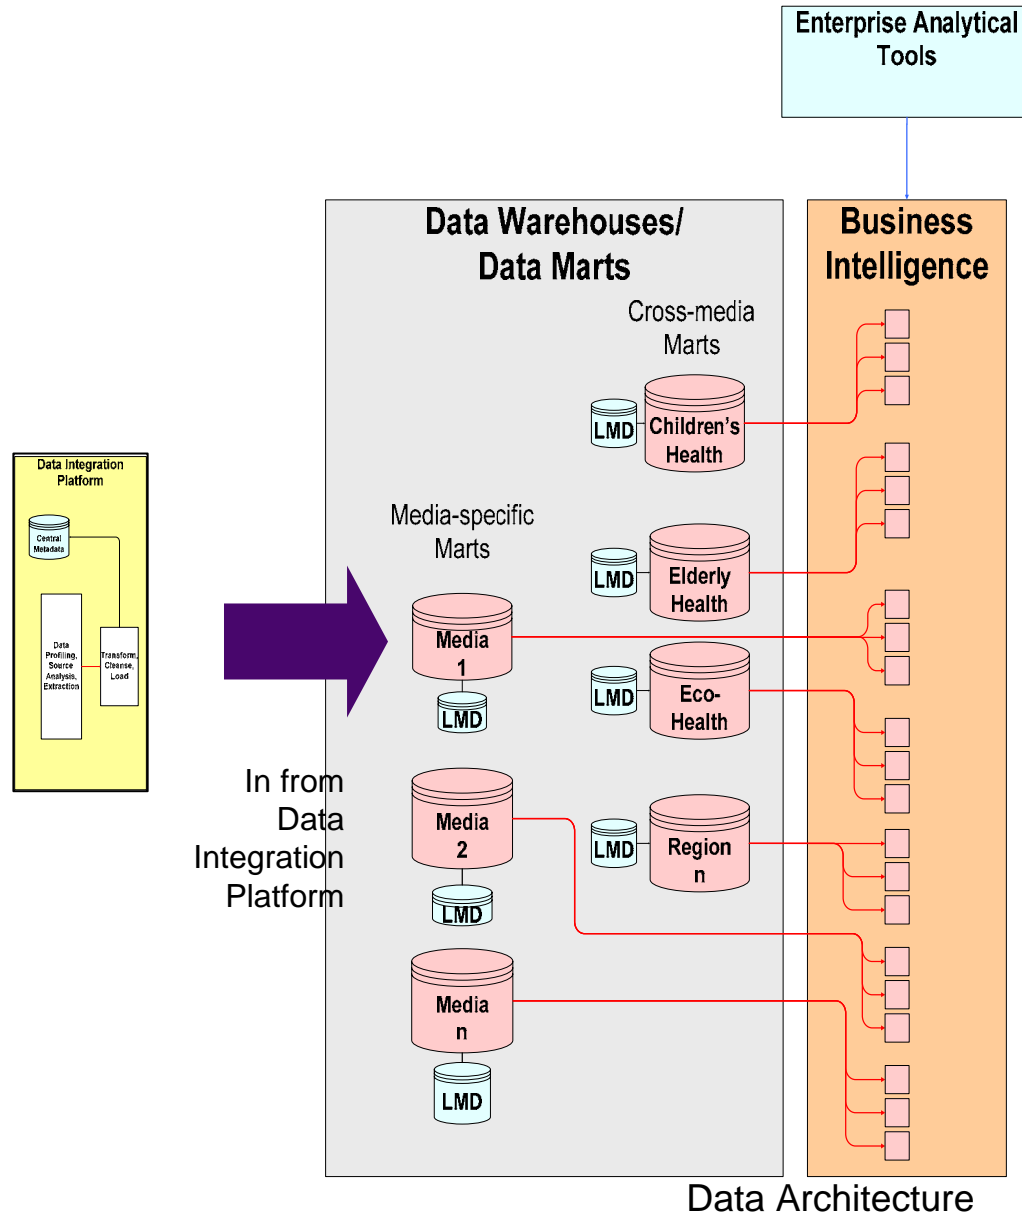 Enterprise Analytical
Tools
Data Warehouses/
Data Marts
Business
Intelligence
Cross-media
Marts
LMD
Children's
Health
Data Integration
Platform
Central
Metadata
Data
Profiling,
Source
Analysis,
Extraction
Transform,
Cleanse,
Load
Media-specific
Marts
LMD
Elderly
Health
Media
1
LMD
LMD
Eco-
Health
In from
Data
Integration
Platform
Media
2
LMD
LMD
Region
n
Media
n
LMD
Data Architecture